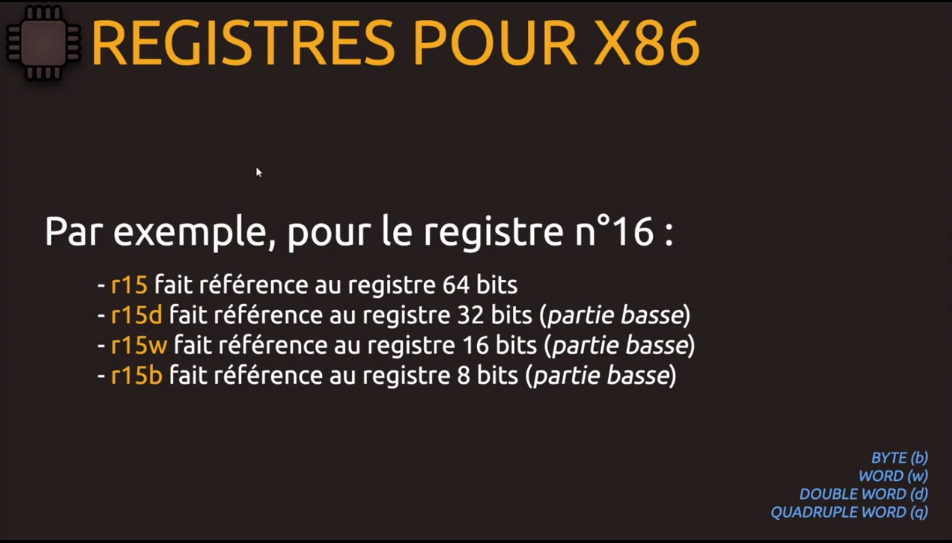 REGISTRES POUR X86
Par exemple, pour le registre n°16 :
- r15 fait référence au registre 64 bits
- r15d fait référence au registre 32 bits (partie basse)
- r15w fait référence au registre 16 bits (partie basse)
- r15b fait référence au registre 8 bits (partie basse)
BYTE (b)
WORD (w)
DOUBLE WORD (d)
QUADRUPLE WORD (q)